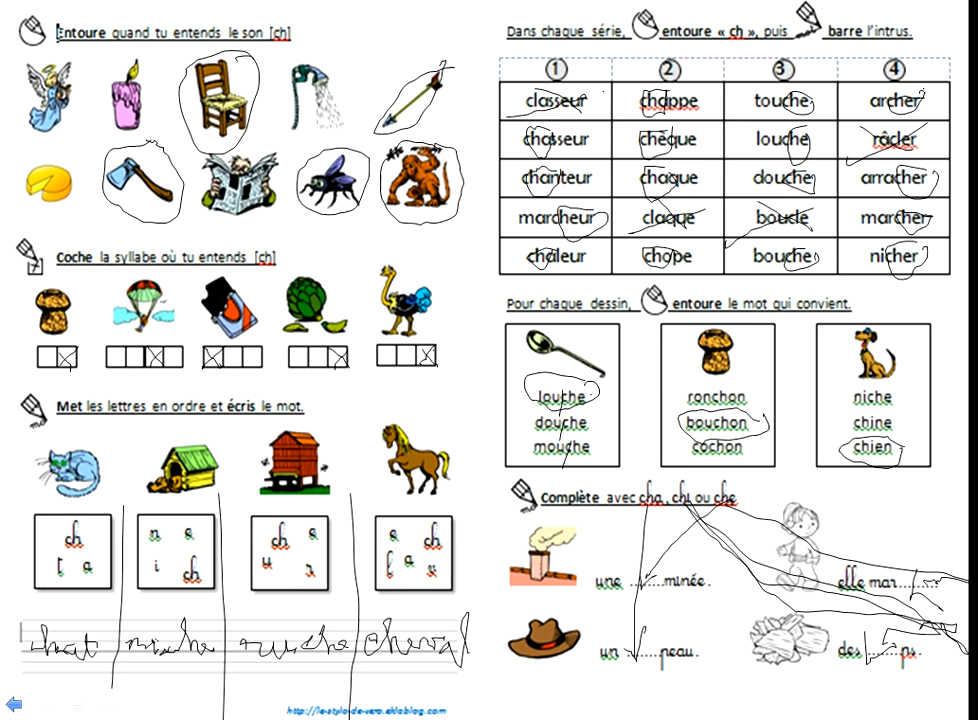 Entoure quand tu entends le son [ch]
Coche la syllabe où tu entends [ch]
Met les lettres en ordre et écris le mot.
ch
t a
n e
i ch
ch e
u r
e ch
l a v
chat niche ruche cheval
http://le-stylo-de-vero.eklablog.com
Dans chaque série, entoure « ch », puis barre l'intrus.
1 2 3 4
classeur chappe touche archer
chasseur chèque louche râcler
chanteur chaque douche arracher
marcheur claque boucle marcher
chaleur chope bouche nicher
Pour chaque dessin, entoure le mot qui convient.
louche ronchon niche
douche bouchon chine
mouche cochon chien
Complète avec cha, chi ou che
une ......minée.
elle mar......
un ......peau.
des ......ps.